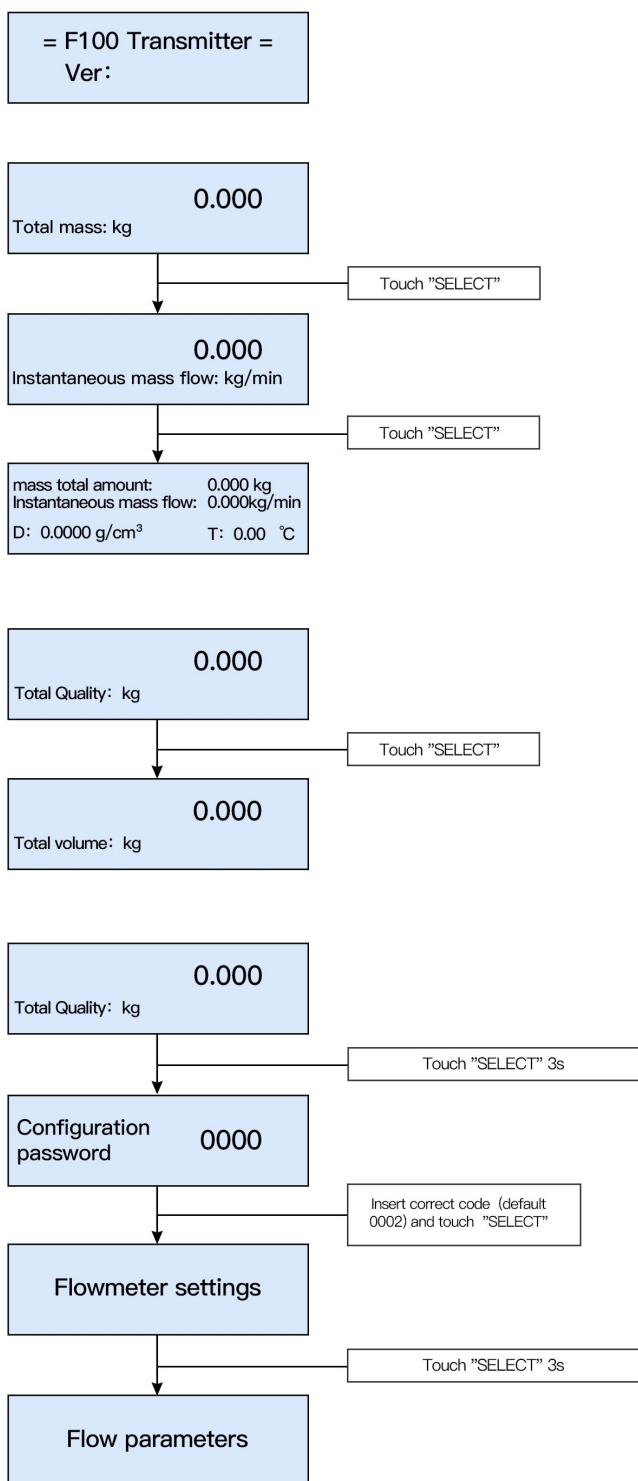 = F100 Transmitter =
Ver:
0.000
Total mass: kg
Touch "SELECT"
0.000
Instantaneous mass flow: kg/min
Touch "SELECT"
mass total amount: 0.000 kg
Instantaneous mass flow: 0.000kg/min
D: 0.0000 g/cm³ T: 0.00 ℃
0.000
Total Quality: kg
Touch "SELECT"
0.000
Total volume: kg
0.000
Total Quality: kg
Touch "SELECT" 3s
Configuration
password 0000
Insert correct code (default
0002) and touch "SELECT"
Flowmeter settings
Touch "SELECT" 3s
Flow parameters